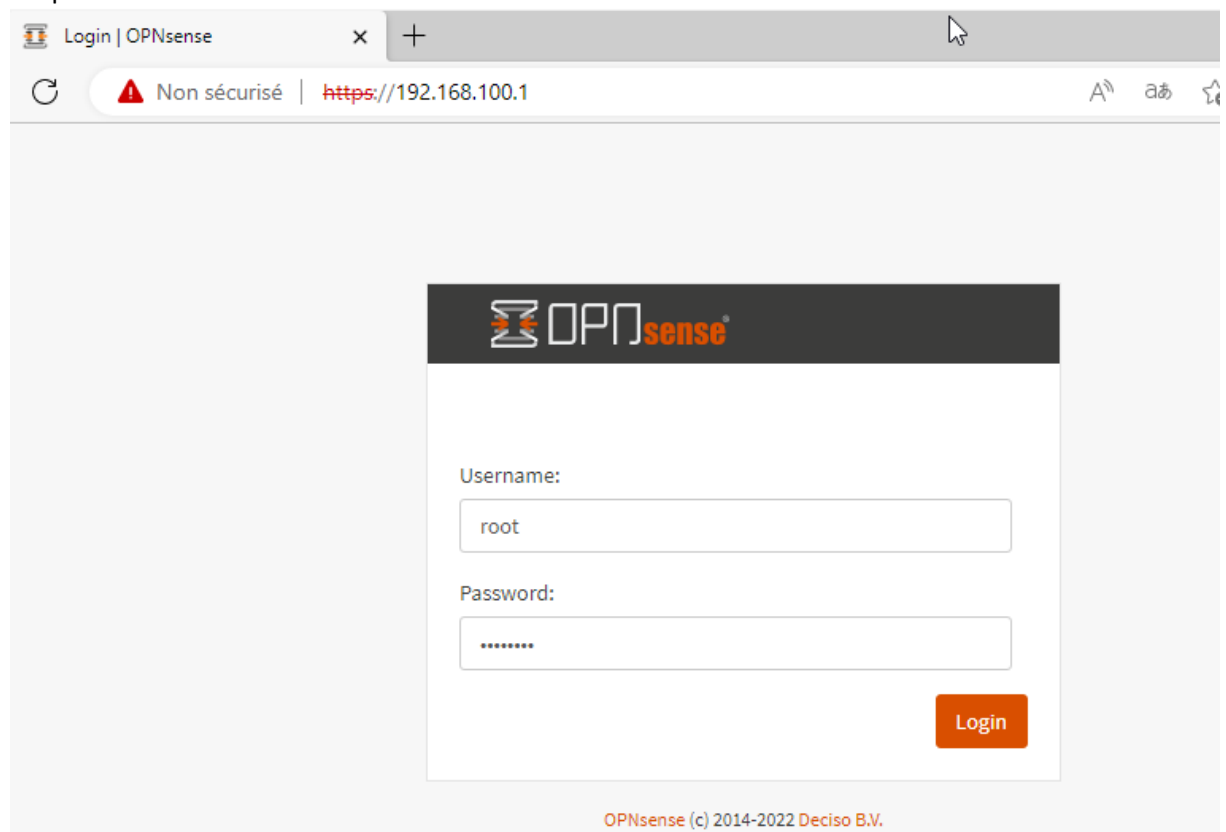 Login | OPNsense
Non sécurisé | https://192.168.100.1
OPNsense
Username:
root
Password:
••••••••
Login
OPNsense (c) 2014-2022 Deciso B.V.